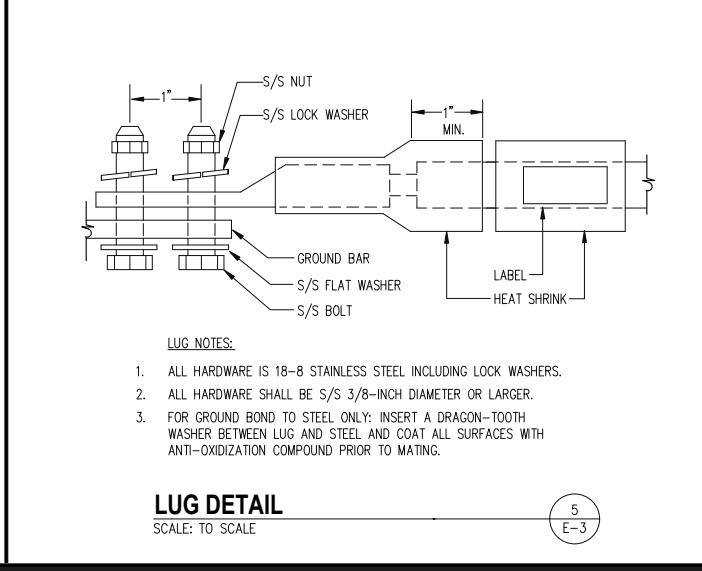 S/S NUT
1"
S/S LOCK WASHER
1"
MIN.
GROUND BAR
LABEL
S/S FLAT WASHER
HEAT SHRINK
S/S BOLT
LUG NOTES:
1. ALL HARDWARE IS 18-8 STAINLESS STEEL INCLUDING LOCK WASHERS.
2. ALL HARDWARE SHALL BE S/S 3/8-INCH DIAMETER OR LARGER.
3. FOR GROUND BOND TO STEEL ONLY: INSERT A DRAGON-TOOTH
WASHER BETWEEN LUG AND STEEL AND COAT ALL SURFACES WITH
ANTI-OXIDIZATION COMPOUND PRIOR TO MATING.
LUG DETAIL
SCALE: TO SCALE
5
E-3